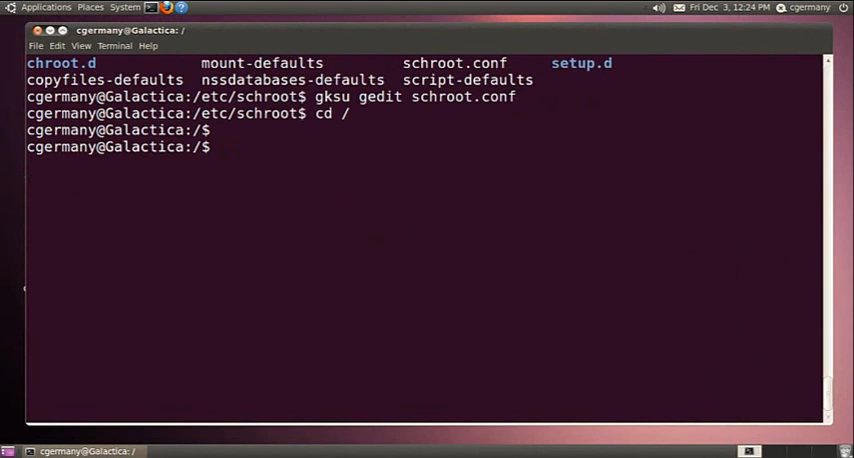 Applications Places System Fri Dec 3, 12:24 PM cgermany
cgermany@Galactica: /
File Edit View Terminal Help
chroot.d mount-defaults schroot.conf setup.d
copyfiles-defaults nssdatabases-defaults script-defaults
cgermany@Galactica:/etc/schroot$ gksu gedit schroot.conf
cgermany@Galactica:/etc/schroot$ cd /
cgermany@Galactica:/$
cgermany@Galactica:/$
cgermany@Galactica: /